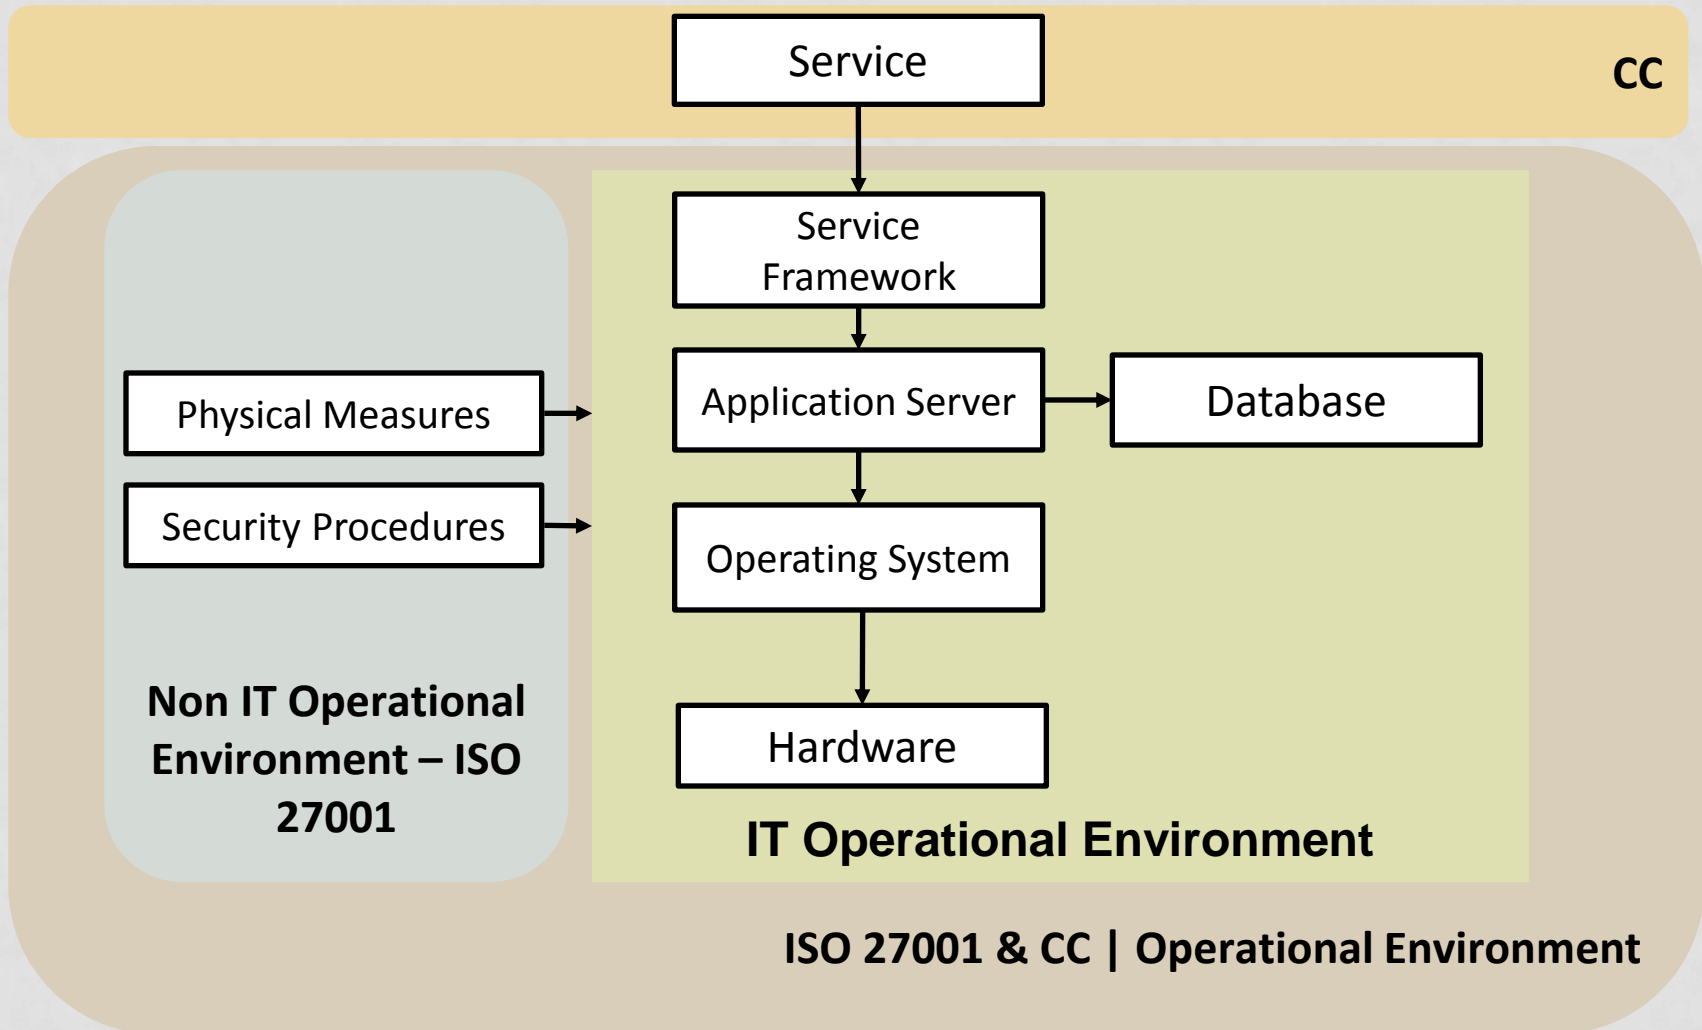 Service
CC
Service
Framework
Application Server
Database
Physical Measures
Security Procedures
Operating System
Non IT Operational
Environment – ISO
27001
Hardware
IT Operational Environment
ISO 27001 & CC | Operational Environment